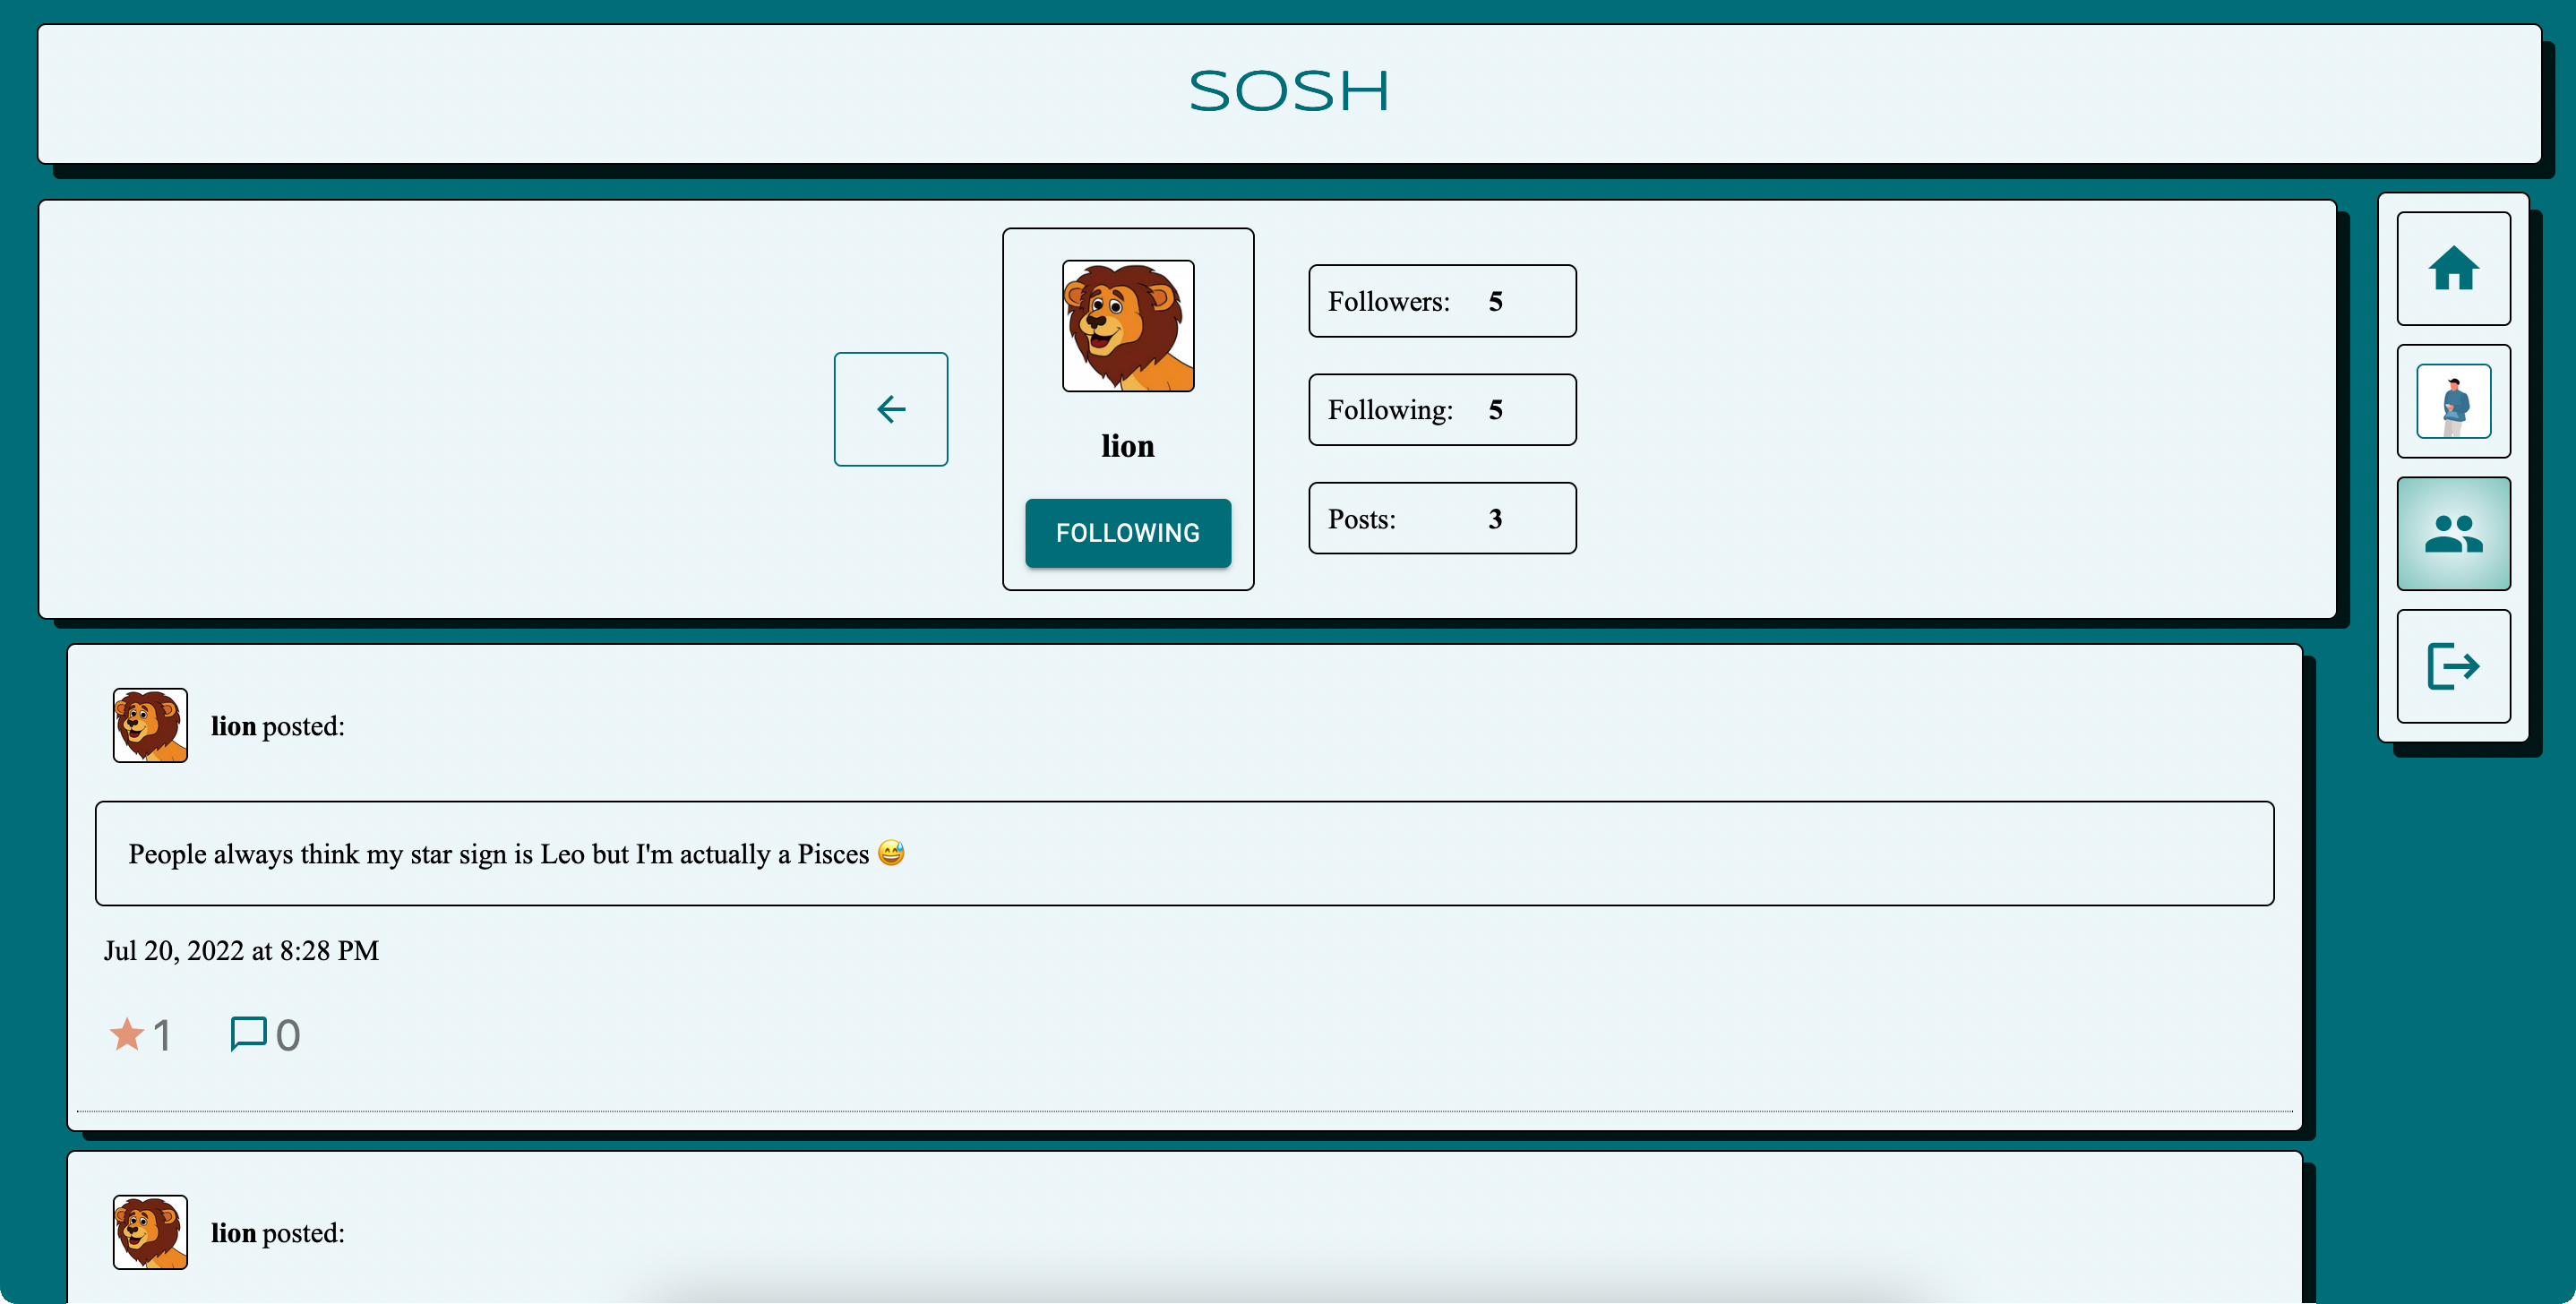 SOSH
lion
FOLLOWING
Followers: 5
Following: 5
Posts: 3
lion posted:
People always think my star sign is Leo but I'm actually a Pisces 😅
Jul 20, 2022 at 8:28 PM
1 0
lion posted: